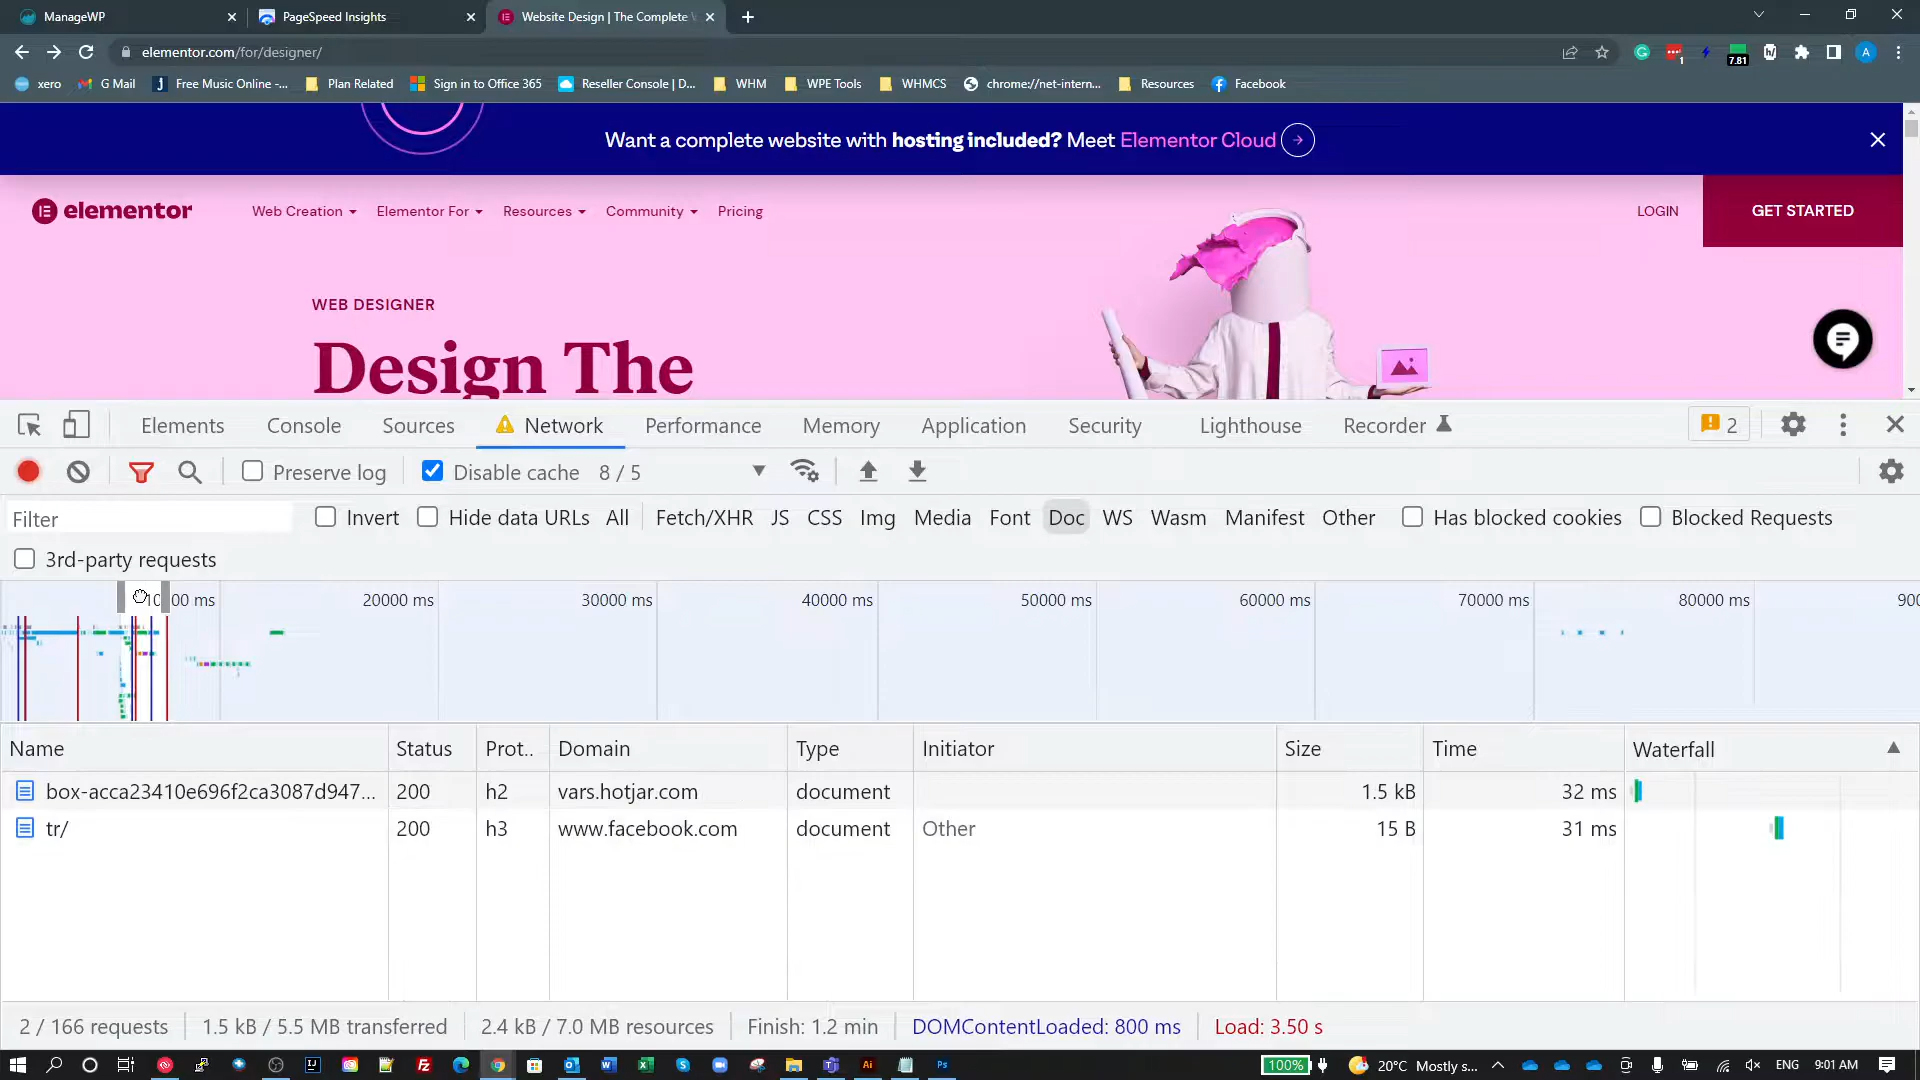 ManageWP
PageSpeed Insights
Website Design | The Complete
elementor.com/for/designer/
1
7.81
A
xero
G Mail
Free Music Online -...
Plan Related
Sign in to Office 365
Reseller Console | D...
WHM
WPE Tools
WHMCS
chrome://net-intern...
Resources
Facebook
Want a complete website with hosting included? Meet Elementor Cloud
elementor
Web Creation
Elementor For
Resources
Community
Pricing
LOGIN
GET STARTED
WEB DESIGNER
Design The
Elements
Console
Sources
Network
Performance
Memory
Application
Security
Lighthouse
Recorder
2
Preserve log
Disable cache
8 / 5
Filter
Invert
Hide data URLs
All
Fetch/XHR
JS
CSS
Img
Media
Font
Doc
WS
Wasm
Manifest
Other
Has blocked cookies
Blocked Requests
3rd-party requests
20000 ms
30000 ms
40000 ms
50000 ms
60000 ms
70000 ms
80000 ms
Name
Status
Prot..
Domain
Type
Initiator
Size
Time
Waterfall
box-acca23410e696f2ca3087d947...
200
h2
vars.hotjar.com
document
1.5 kB
32 ms
tr/
200
h3
www.facebook.com
document
Other
15 B
31 ms
2 / 166 requests
1.5 kB / 5.5 MB transferred
2.4 kB / 7.0 MB resources
Finish: 1.2 min
DOMContentLoaded: 800 ms
Load: 3.50 s
100%
20°C Mostly s...
ENG
9:01 AM